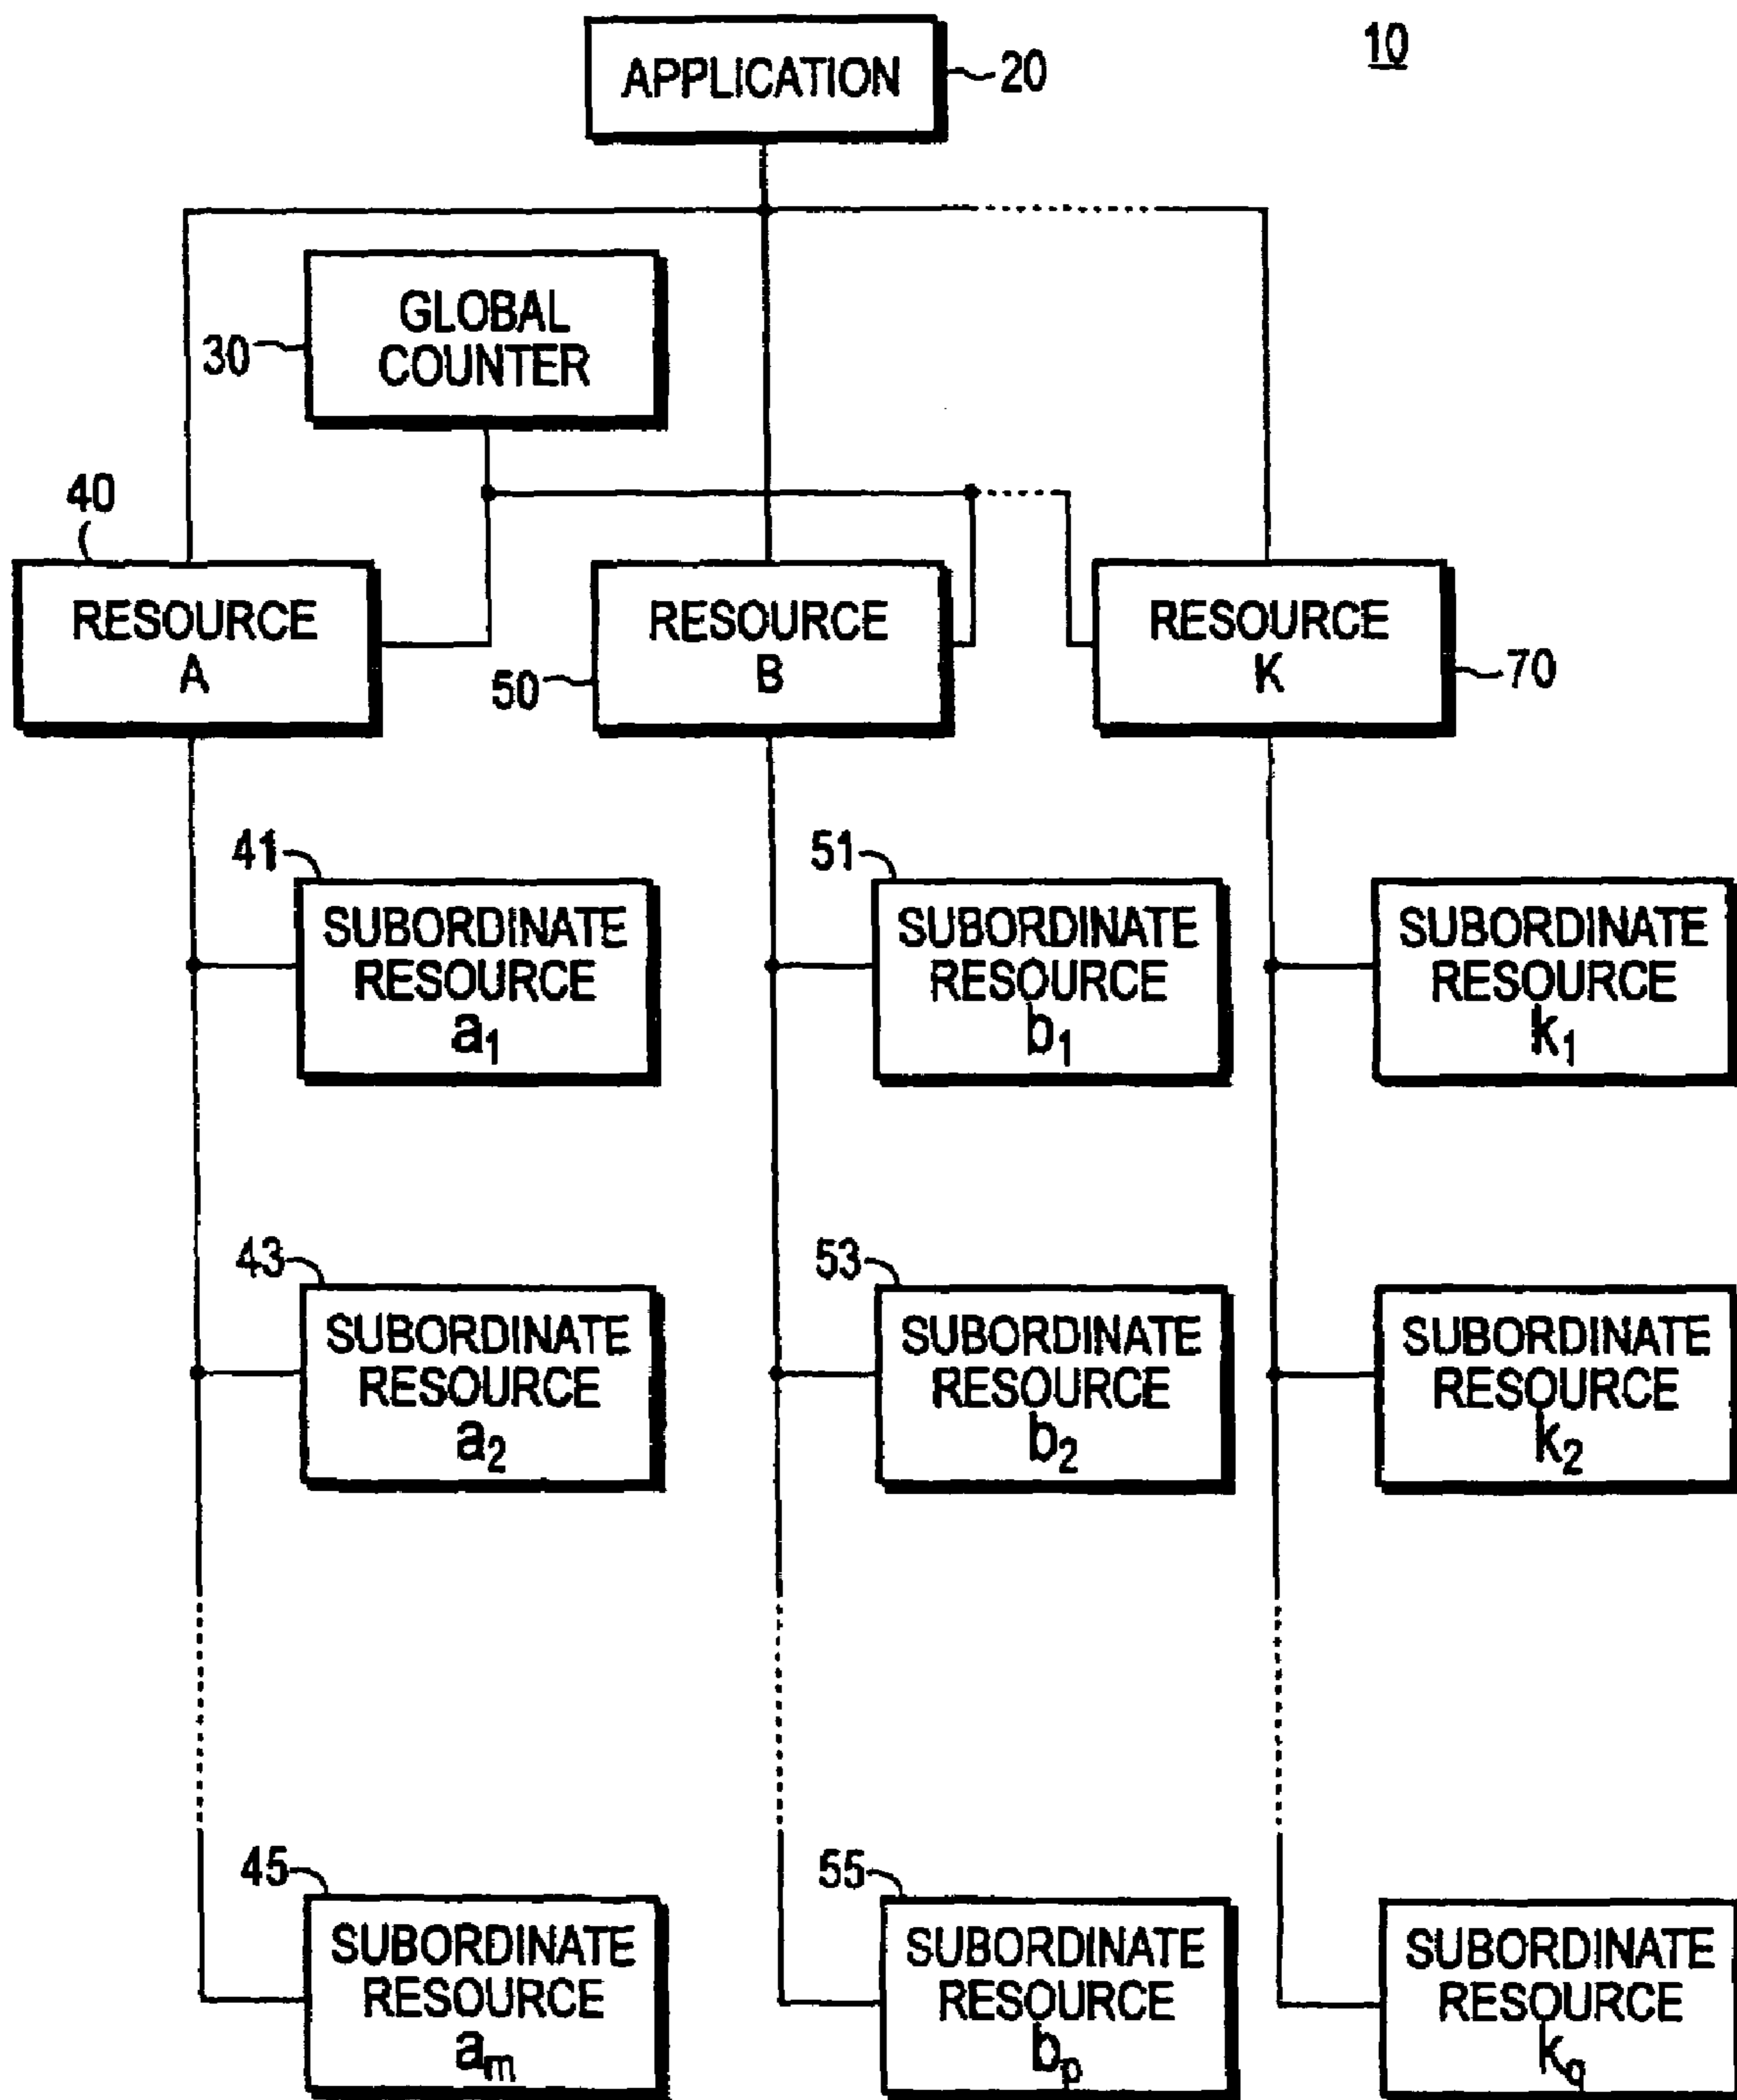 10
APPLICATION
20
GLOBAL
COUNTER
30
40
RESOURCE
A
RESOURCE
B
50
RESOURCE
K
70
41
SUBORDINATE
RESOURCE
a1
51
SUBORDINATE
RESOURCE
b1
SUBORDINATE
RESOURCE
k1
43
SUBORDINATE
RESOURCE
a2
53
SUBORDINATE
RESOURCE
b2
SUBORDINATE
RESOURCE
k2
45
SUBORDINATE
RESOURCE
am
55
SUBORDINATE
RESOURCE
bp
SUBORDINATE
RESOURCE
kq